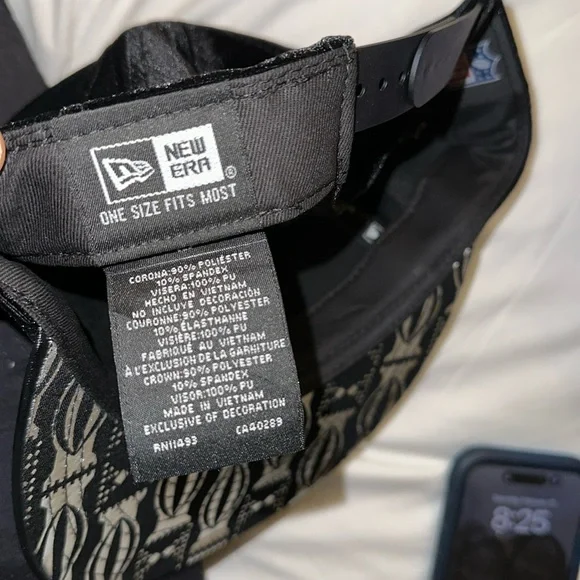 NEW
ERA®
ONE SIZE FITS MOST
CORONA:90% POLIÉSTER
10% SPANDEX
VISERA:100% PU
HECHO EN VIETNAM
NO INCLUYE DECORACIÓN
COURONNE:90% POLYESTER
10% ÉLASTHANNE
VISIÈRE:100% PU
FABRIQUÉ AU VIETNAM
À L'EXCLUSION DE LA GARNITURE
CROWN:90% POLYESTER
10% SPANDEX
VISOR:100% PU
MADE IN VIETNAM
EXCLUSIVE OF DECORATION
RN11493 CA40289
8:25